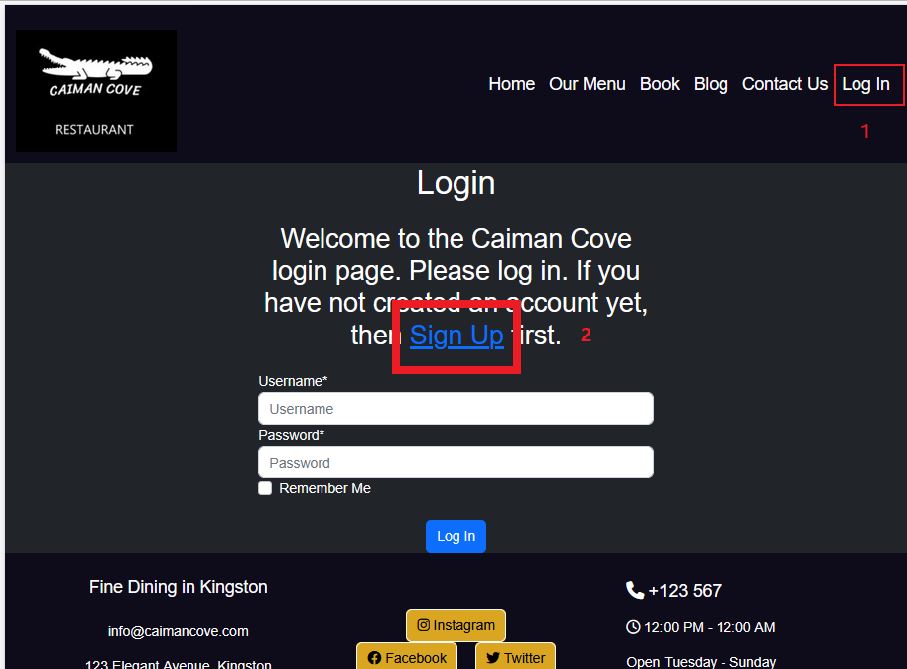 CAIMAN COVE
RESTAURANT
Home Our Menu Book Blog Contact Us Log In
1
Login
Welcome to the Caiman Cove
login page. Please log in. If you
have not created an account yet,
then Sign Up first. 2
Username*
Username
Password*
Password
Remember Me
Log In
Fine Dining in Kingston
info@caimancove.com
123 Elegant Avenue, Kingston
Instagram
Facebook Twitter
+123 567
12:00 PM - 12:00 AM
Open Tuesday - Sunday